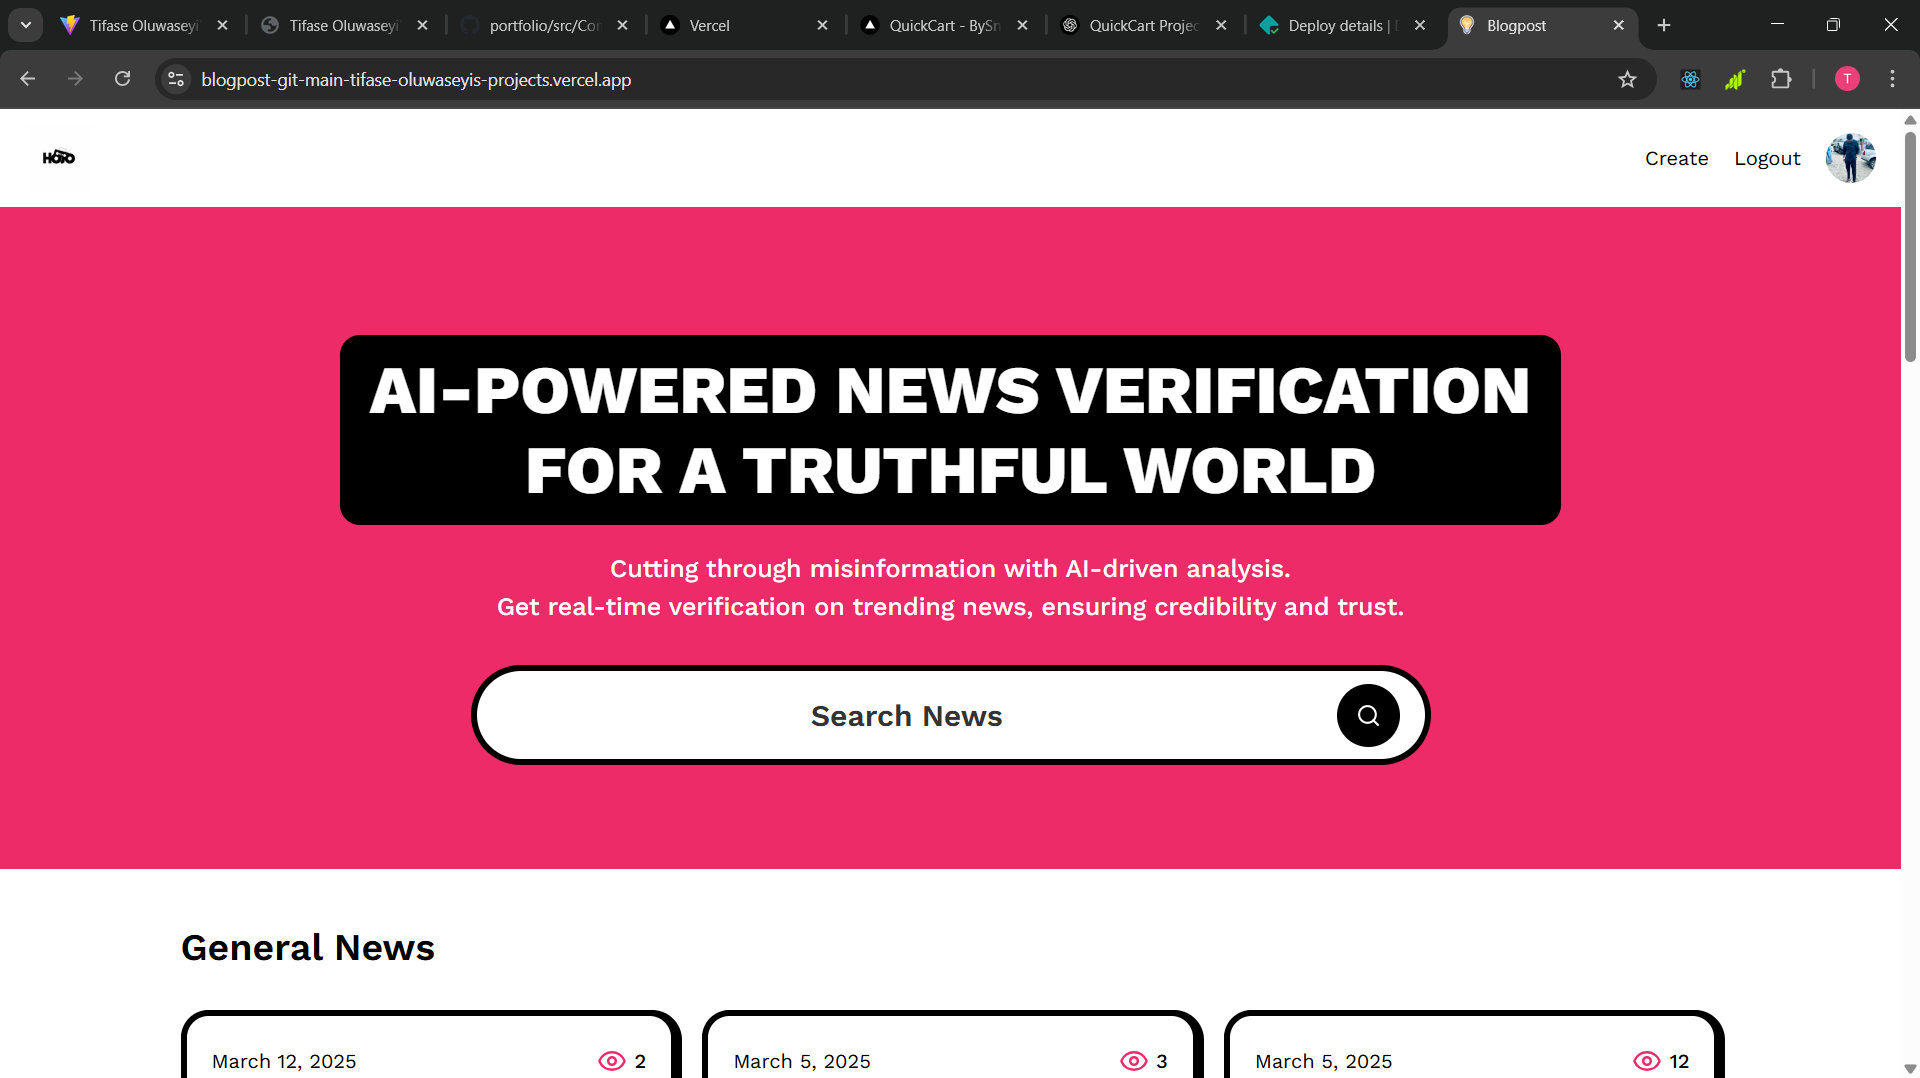 Tifase Oluwaseyi
Tifase Oluwaseyi
portfolio/src/Cor
Vercel
QuickCart - BySn
QuickCart Projec
Deploy details |
Blogpost
blogpost-git-main-tifase-oluwaseyis-projects.vercel.app
T
Create
Logout
AI-POWERED NEWS VERIFICATION
FOR A TRUTHFUL WORLD
Cutting through misinformation with AI-driven analysis.
Get real-time verification on trending news, ensuring credibility and trust.
Search News
General News
March 12, 2025
2
March 5, 2025
3
March 5, 2025
12